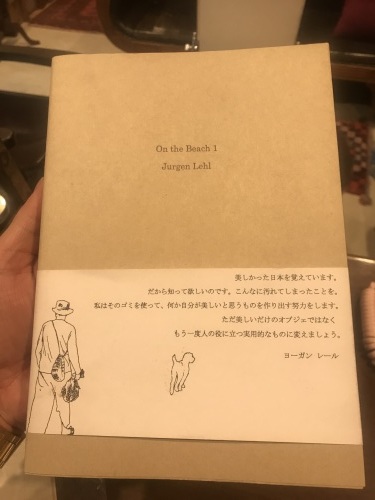 On the Beach 1
Jurgen Lehl
美しかった日本を覚えています。
だから知って欲しいのです。こんなに汚れてしまったことを。
私はそのゴミを使って、何か自分が美しいと思うものを作り出す努力をします。
ただ美しいだけのオブジェではなく
もう一度人の役に立つ実用的なものに変えましょう。
ヨーガン レール